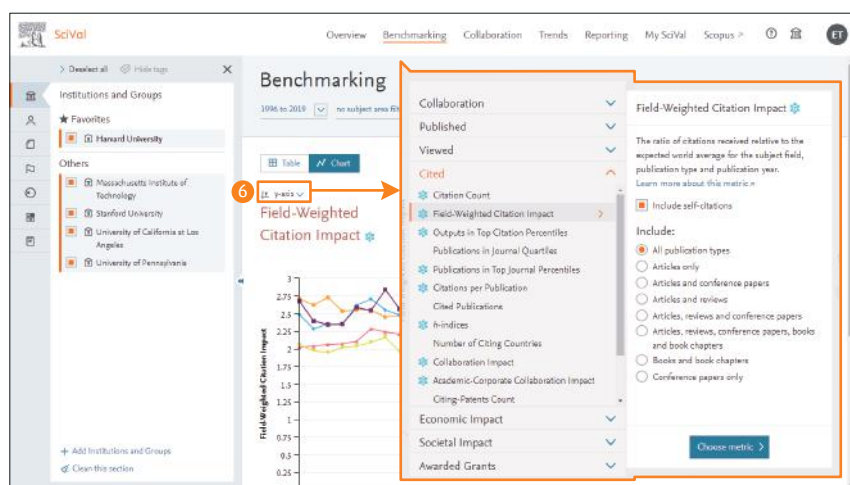 SciVal
Overview Benchmarking Collaboration Trends Reporting My SciVal Scopus ↗ ET
> Deselect all Hide tags X
Institutions and Groups
★ Favorites
Harvard University
Others
Massachusetts Institute of
Technology
Stanford University
University of California at Los
Angeles
University of Pennsylvania
+ Add Institutions and Groups
Clean this section
Benchmarking
1996 to 2019 no subject area filt
Table Chart
6 y-axis
Field-Weighted
Citation Impact
Field-Weighted Citation Impact
3
2.75
2.5
2.25
2
1.75
1.5
1.25
1
0.75
0.5
0.25
Collaboration
Published
Viewed
Cited
Citation Count
Field-Weighted Citation Impact >
Outputs in Top Citation Percentiles
Publications in Journal Quartiles
Publications in Top Journal Percentiles
Citations per Publication
Cited Publications
h-indices
Number of Citing Countries
Collaboration Impact
Academic-Corporate Collaboration Impact
Citing-Patents Count
Economic Impact
Societal Impact
Awarded Grants
Field-Weighted Citation Impact
The ratio of citations received relative to the
expected world average for the subject field,
publication type and publication year.
Learn more about this metric
Include self-citations
Include:
All publication types
Articles only
Articles and conference papers
Articles and reviews
Articles, reviews and conference papers
Articles, reviews, conference papers, books
and book chapters
Books and book chapters
Conference papers only
Choose metric >